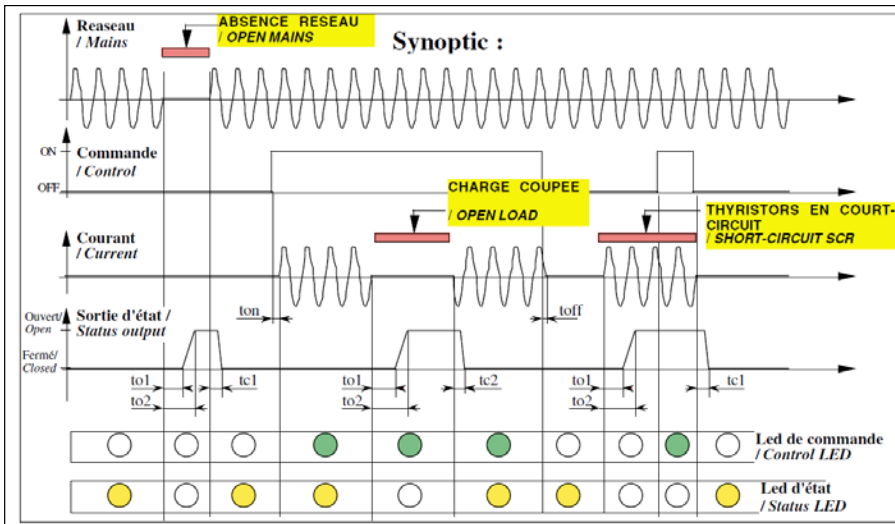 Reaseau
/ Mains
ABSENCE RESEAU
/ OPEN MAINS
Synoptic :
ON
OFF
Commande
/ Control
CHARGE COUPEE
/ OPEN LOAD
THYRISTORS EN COURT-
CIRCUIT
/ SHORT-CIRCUIT SCR
Courant
/ Current
ton
toff
Ouvert/
Open
Sortie d'état /
Status output
Fermé/
Closed
to1
tc1
to2
to1
tc2
to2
to1
tc1
to2
Led de commande
/ Control LED
Led d'état
/ Status LED